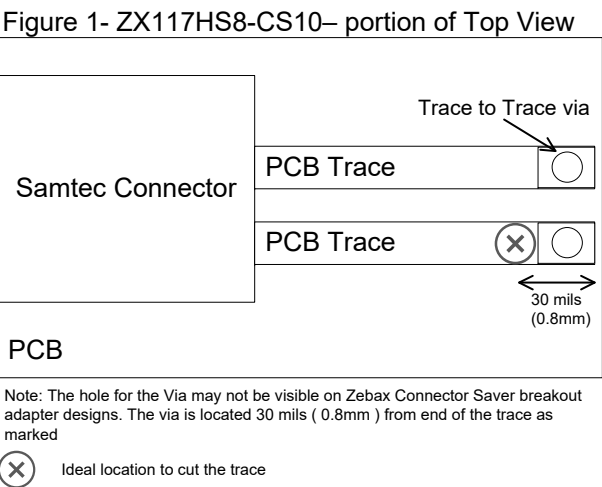 Figure 1- ZX117HS8-CS10– portion of Top View
Trace to Trace via
PCB Trace
Samtec Connector
PCB Trace
30 mils
(0.8mm)
PCB
Note: The hole for the Via may not be visible on Zebax Connector Saver breakout
adapter designs. The via is located 30 mils ( 0.8mm ) from end of the trace as
marked
Ideal location to cut the trace